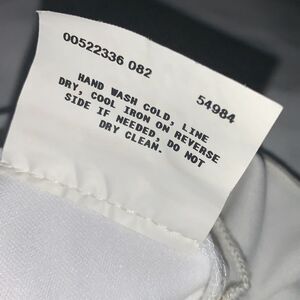 00522336 082
54984
HAND WASH COLD, LINE
DRY, COOL IRON ON REVERSE
SIDE IF NEEDED, DO NOT
DRY CLEAN.